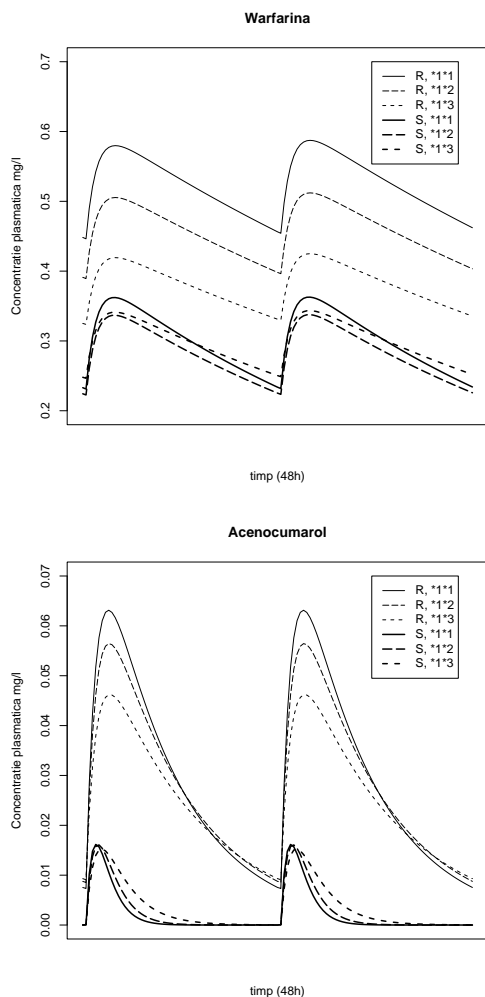 Warfarina
Concentratie plasmatica mg/l
0.7
0.6
0.5
0.4
0.3
0.2
R, *1*1
R, *1*2
R, *1*3
S, *1*1
S, *1*2
S, *1*3
timp (48h)
Acenocumarol
Concentratie plasmatica mg/l
0.07
0.06
0.05
0.04
0.03
0.02
0.01
0.00
R, *1*1
R, *1*2
R, *1*3
S, *1*1
S, *1*2
S, *1*3
timp (48h)